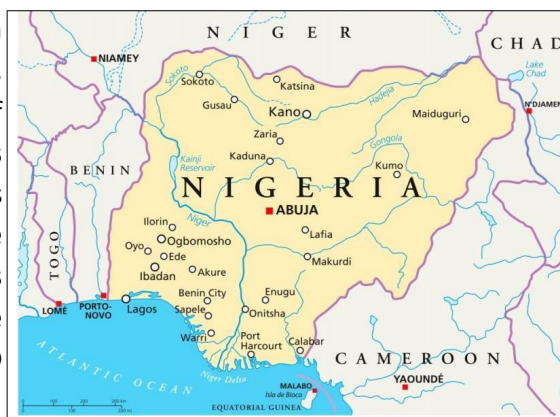 NIGER
CHAD
NIAMEY
Lake
Chad
Sokoto
Sokoto
Katsina
Gusau
Kano
Hadejia
Maiduguri
N'DJAMEN
Zaria
Gongola
Kaduna
Kainji
Reservoir
Kumo
BENIN
NIGERIA
ABUJA
Niger
Ilorin
Ogbomosho
Lafia
Oyo
Ede
Makurdi
TOGO
Ibadan
Akure
Benin City
Enugu
LOMÉ
PORTO-
NOVO
Lagos
Sapele
Onitsha
Warri
Port
Harcourt
Calabar
CAMEROON
ATLANTIC OCEAN
Niger Delta
MALABO
Isla de Bioco
YAOUNDÉ
EQUATORIAL GUINEA